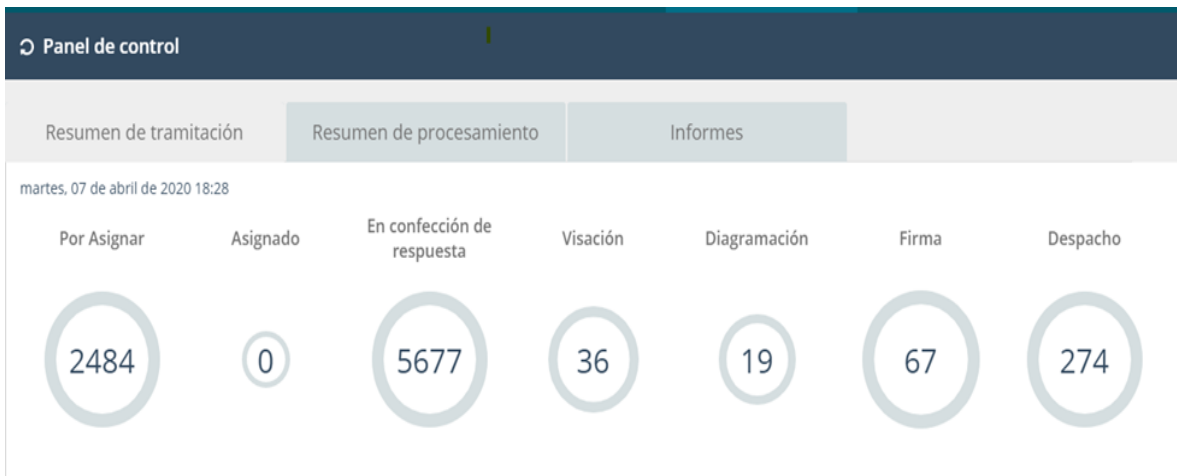 Panel de control
Resumen de tramitación Resumen de procesamiento Informes
martes, 07 de abril de 2020 18:28
Por Asignar Asignado En confección de respuesta Visación Diagramación Firma Despacho
2484 0 5677 36 19 67 274